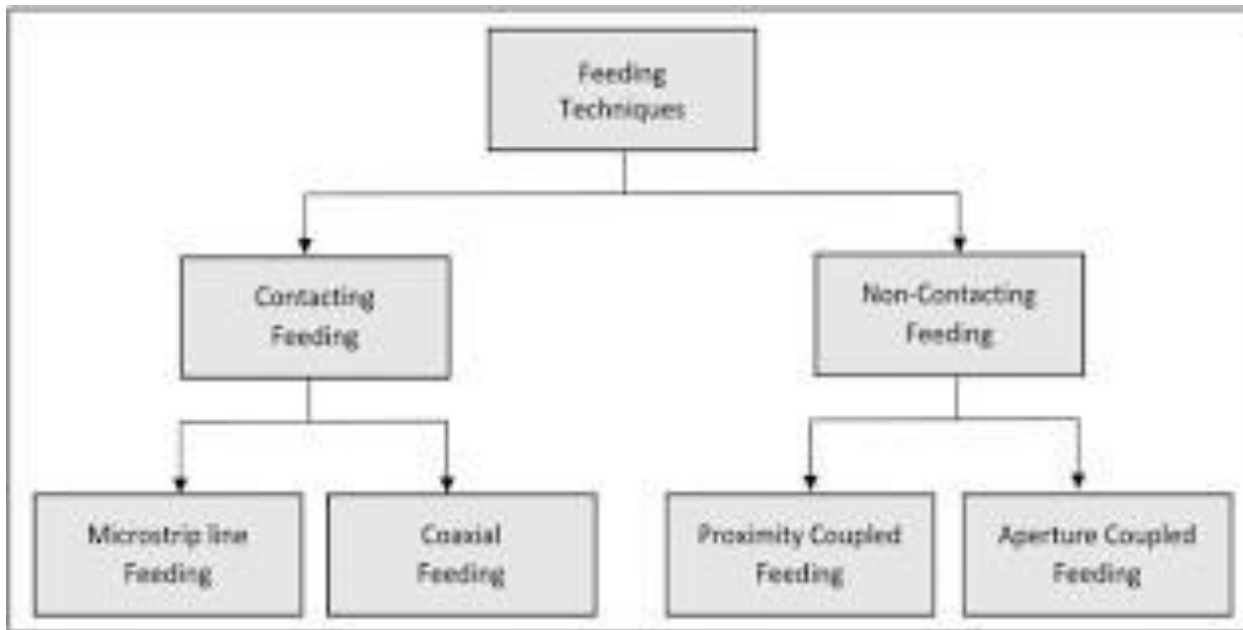 Feeding
Techniques
Contacting
Feeding
Non-Contacting
Feeding
Microstrip line
Feeding
Coaxial
Feeding
Proximity Coupled
Feeding
Aperture Coupled
Feeding